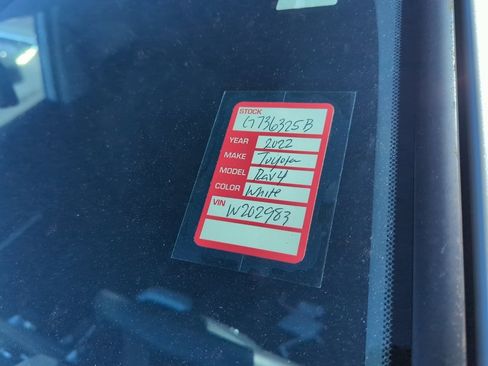 STOCK
G736325B
YEAR 2022
MAKE Toyota
MODEL Rav4
COLOR White
VIN
W202983